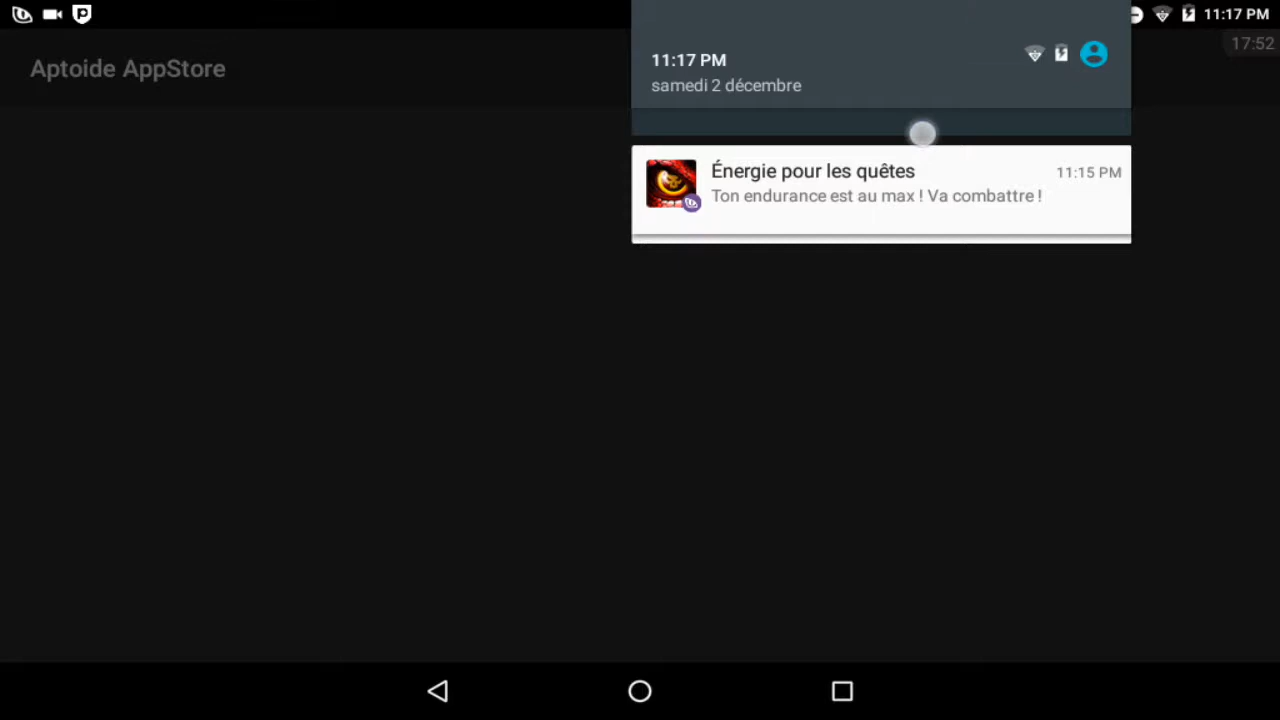 11:17 PM
17:52
Aptoide AppStore
11:17 PM
samedi 2 décembre
Énergie pour les quêtes
11:15 PM
Ton endurance est au max ! Va combattre !